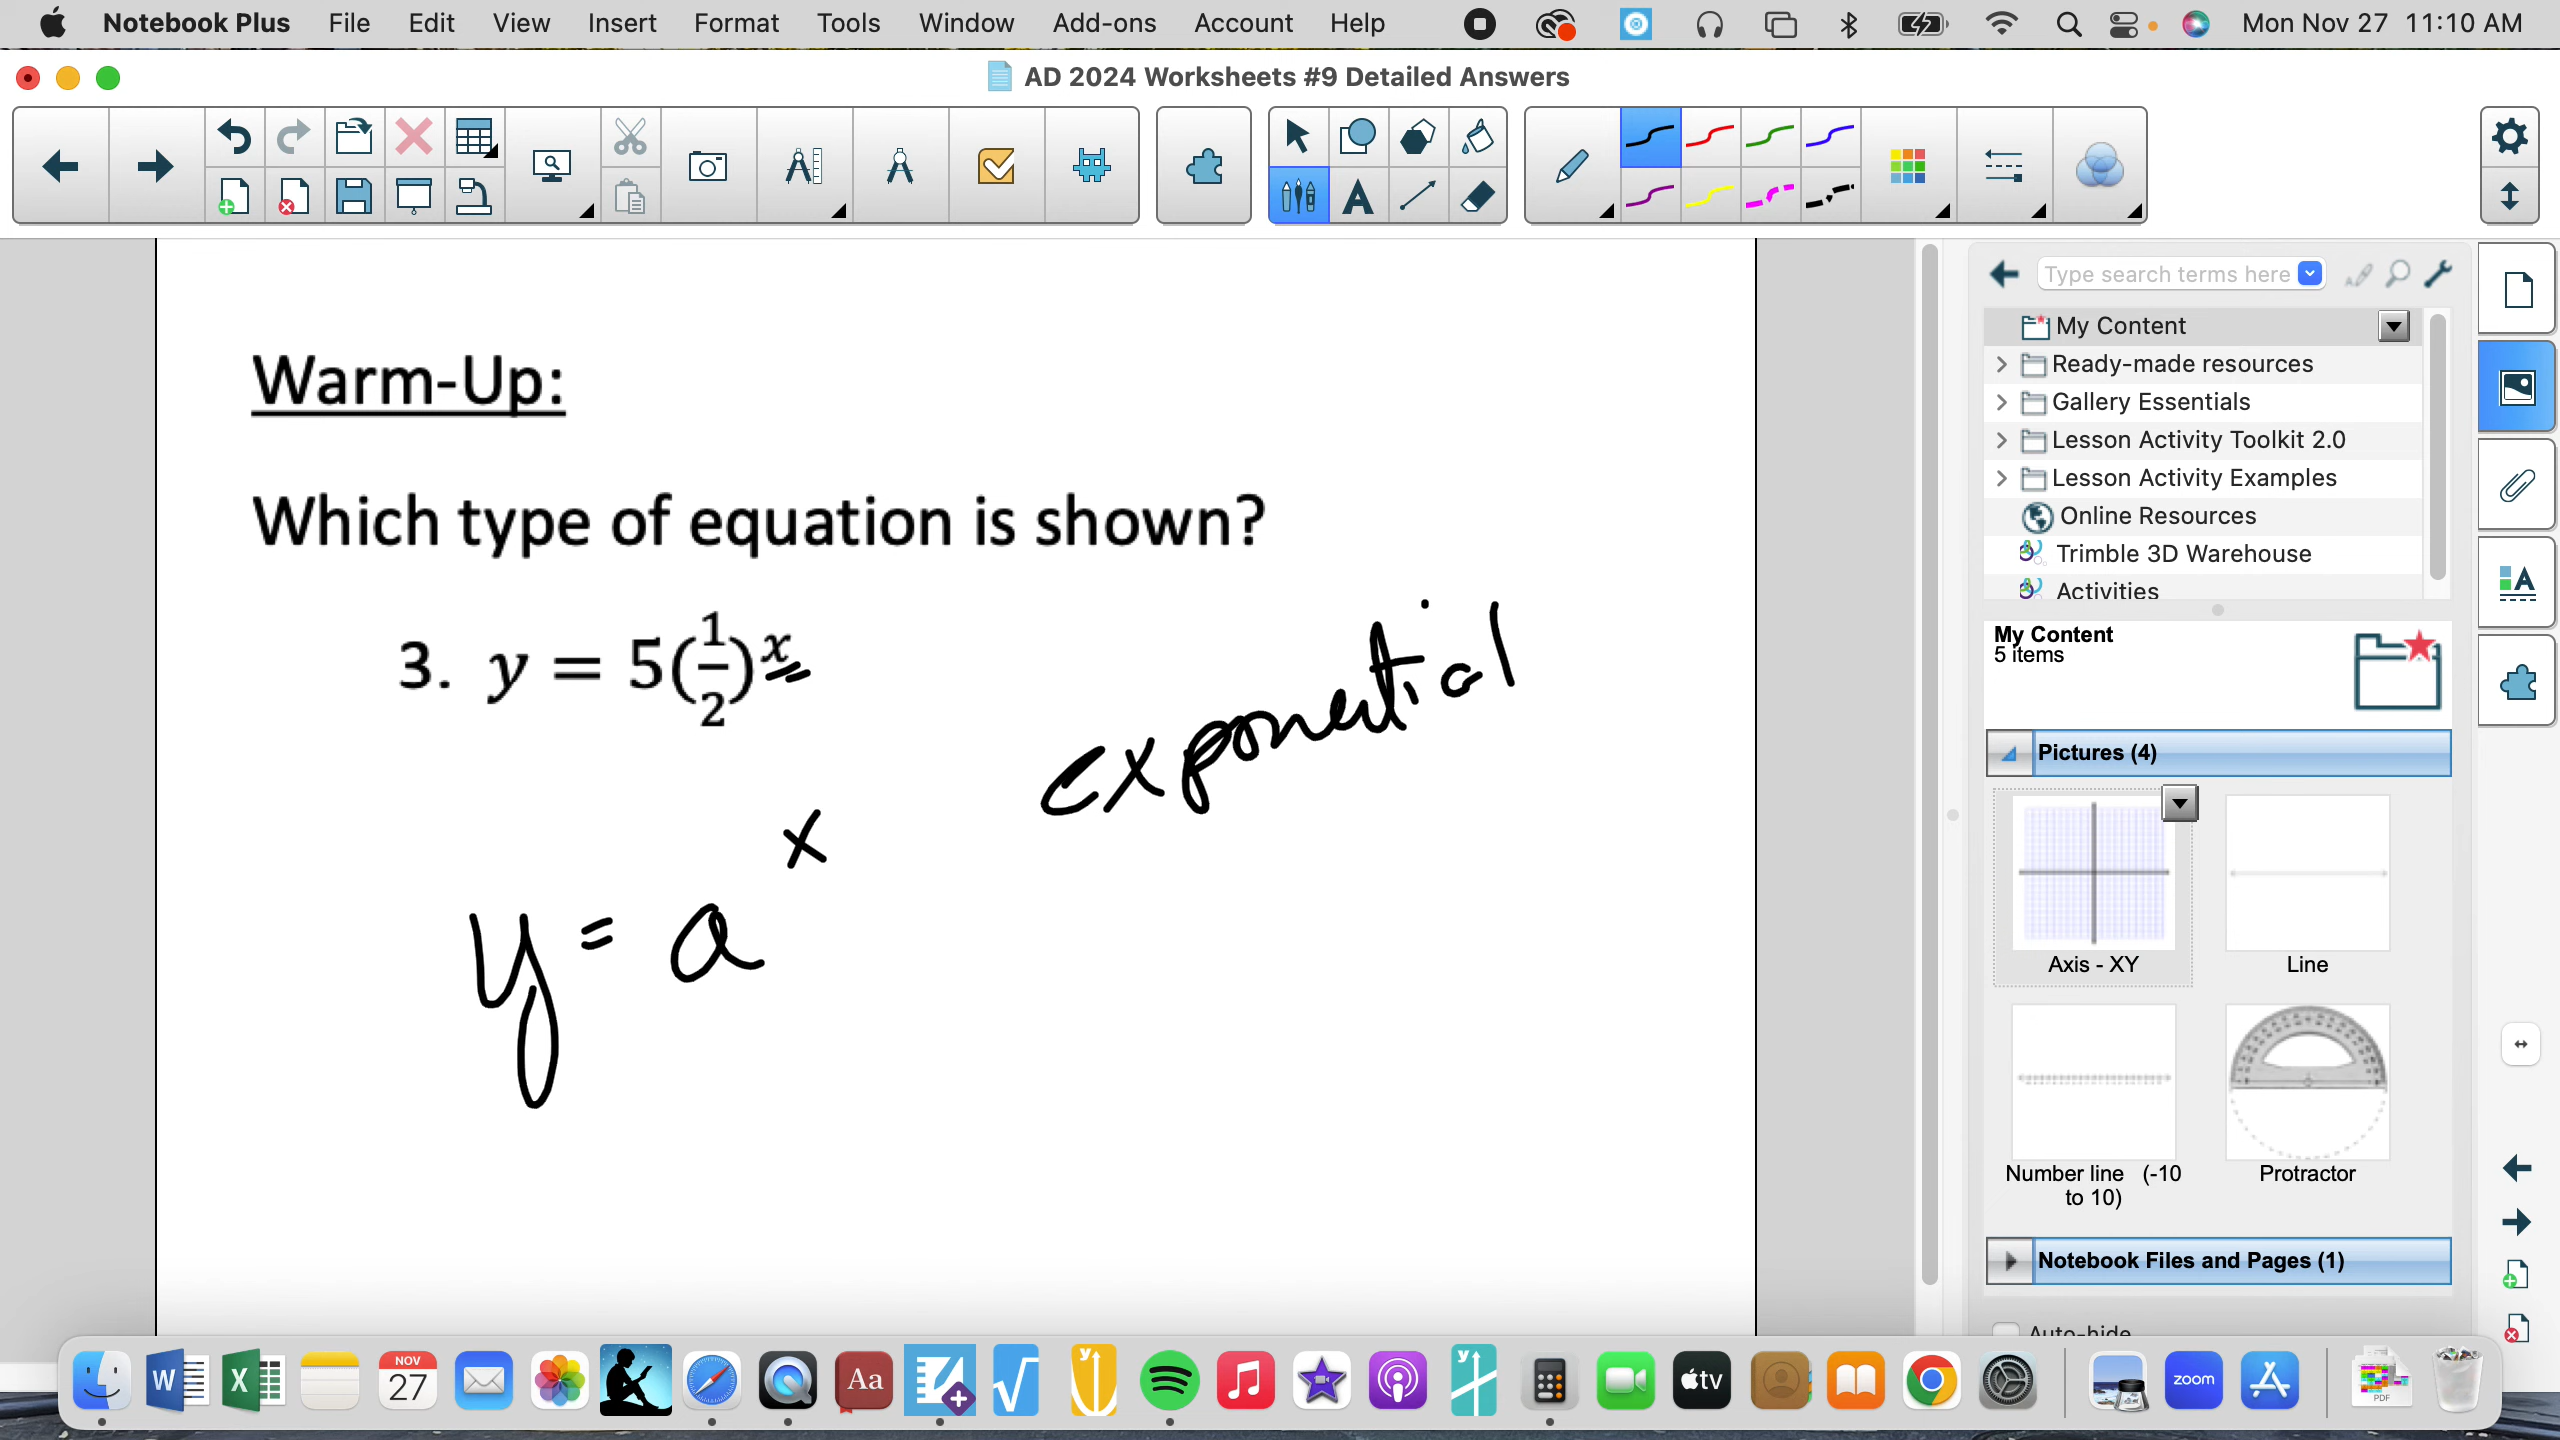 Notebook Plus File Edit View Insert Format Tools Window Add-ons Account Help Mon Nov 27 11:10 AM
AD 2024 Worksheets #9 Detailed Answers
Type search terms here
My Content
Ready-made resources
Gallery Essentials
Lesson Activity Toolkit 2.0
Lesson Activity Examples
Online Resources
Trimble 3D Warehouse
Activities
My Content
5 items
Pictures (4)
Axis - XY
Line
Number line (-10
to 10)
Protractor
Notebook Files and Pages (1)
Auto-hide
Warm-Up:
Which type of equation is shown?
3. y = 5(1/2)^x
exponential
y = a^x
NOV
27
Aa
tv
zoom
PDF